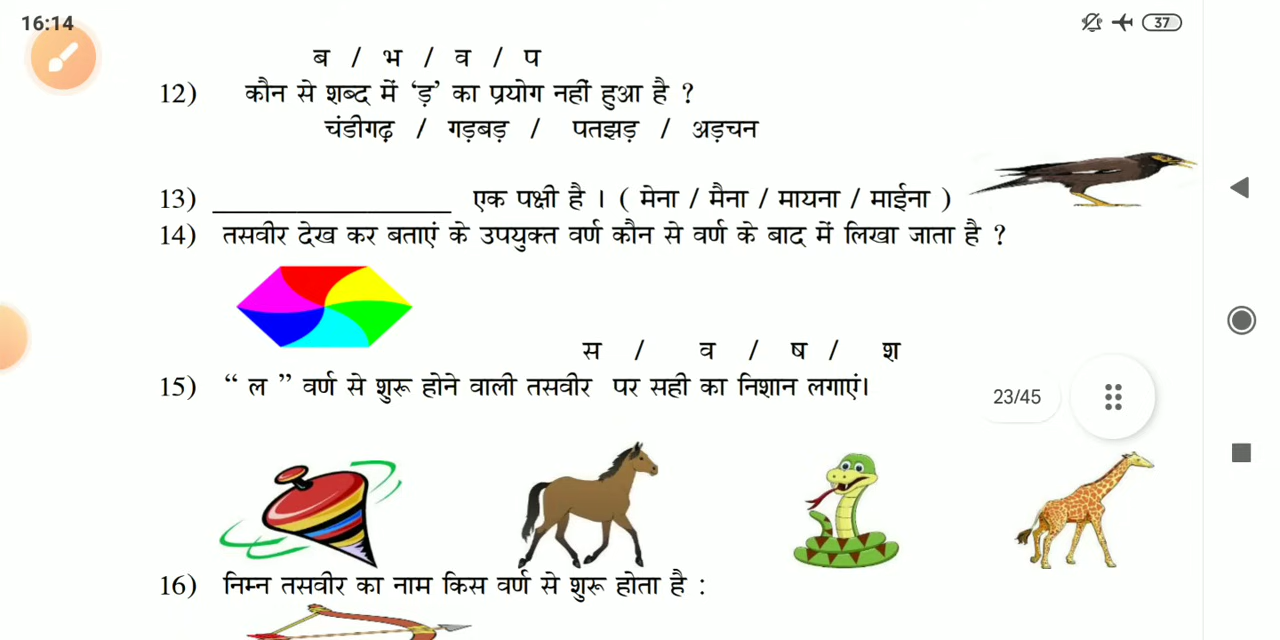 16:14
37
ब / भ / व / प
12) कौन से शब्द में ‘ड़’ का प्रयोग नहीं हुआ है ?
चंडीगढ़ / गड़बड़ / पतझड़ / अड़चन
13) ____________________ एक पक्षी है । ( मेना / मैना / मायना / माईना )
14) तसवीर देख कर बताएं के उपयुक्त वर्ण कौन से वर्ण के बाद में लिखा जाता है ?
स / व / ष / श
15) “ ल ” वर्ण से शुरू होने वाली तसवीर पर सही का निशान लगाएं।
23/45
16) निम्न तसवीर का नाम किस वर्ण से शुरू होता है :